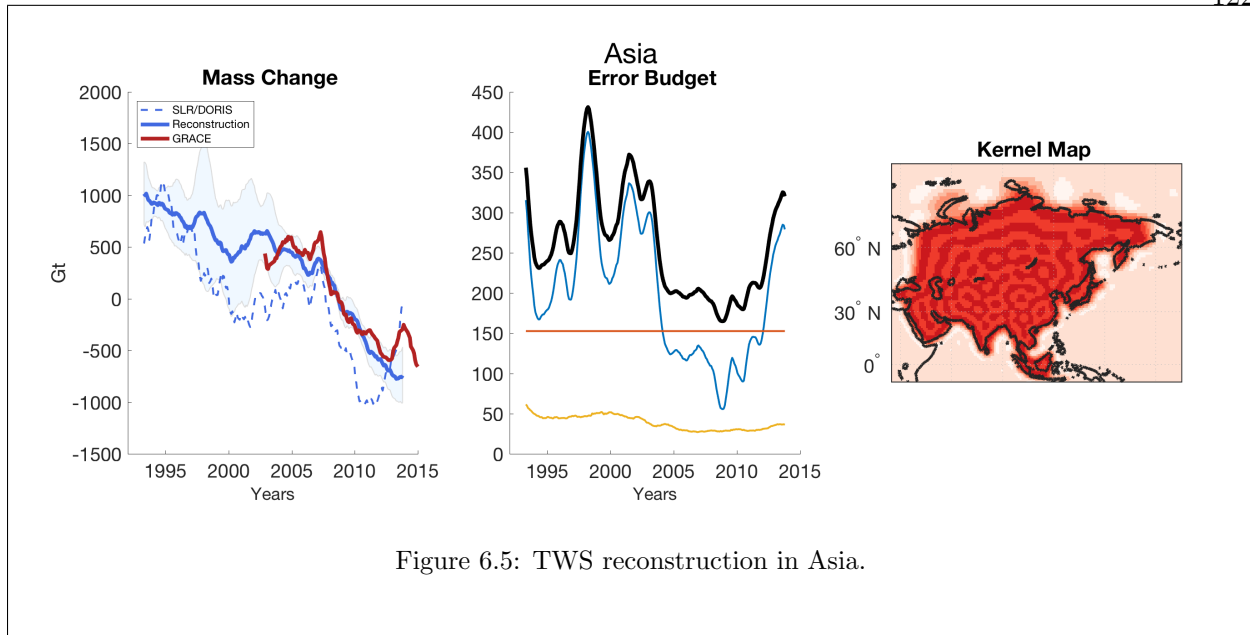 Asia
Mass Change
2000
1500
1000
500
0
-500
-1000
-1500
Gt
SLR/DORIS
Reconstruction
GRACE
1995 2000 2005 2010 2015
Years
Error Budget
450
400
350
300
250
200
150
100
50
0
1995 2000 2005 2010 2015
Years
Kernel Map
60° N
30° N
0°
Figure 6.5: TWS reconstruction in Asia.